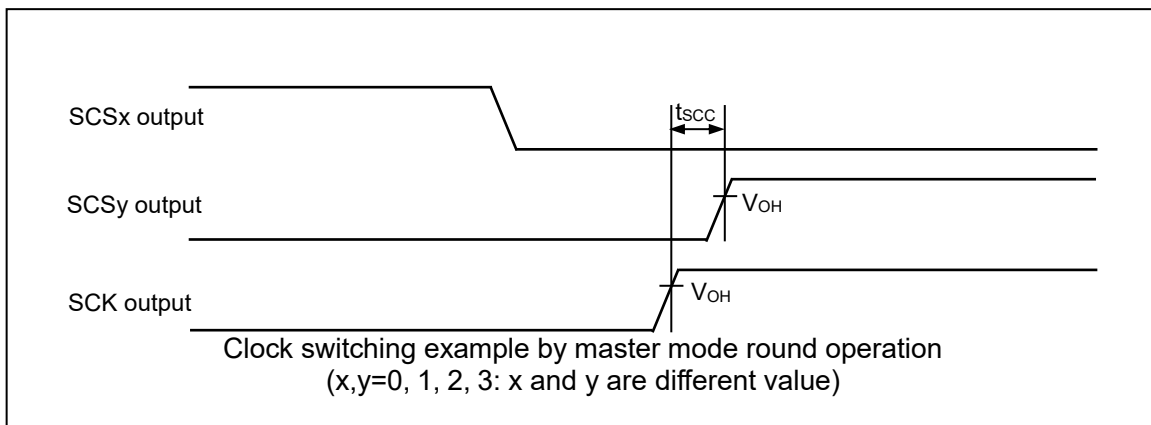 SCSx output
tSCC
SCSy output
VOH
SCK output
VOH
Clock switching example by master mode round operation
(x,y=0, 1, 2, 3: x and y are different value)